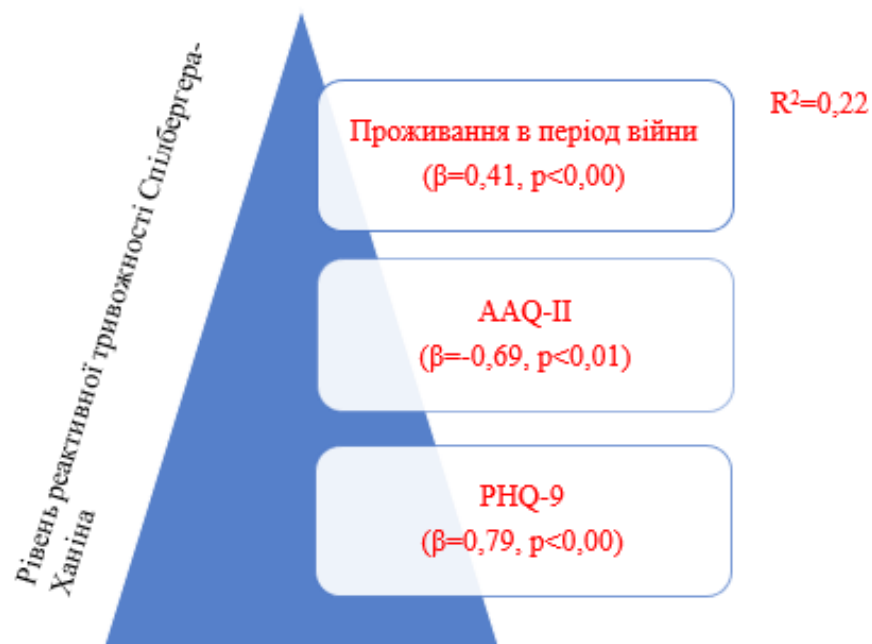 Рівень реактивної тривожності Спілбергера-
Ханіна
Проживання в період війни
(β=0,41, p<0,00)
R²=0,22
AAQ-II
(β=-0,69, p<0,01)
PHQ-9
(β=0,79, p<0,00)